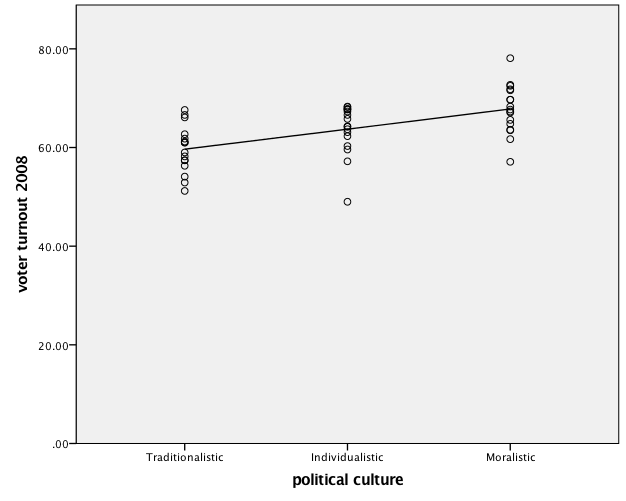 voter turnout 2008
80.00
60.00
40.00
20.00
.00
Traditionalistic Individualistic Moralistic
political culture